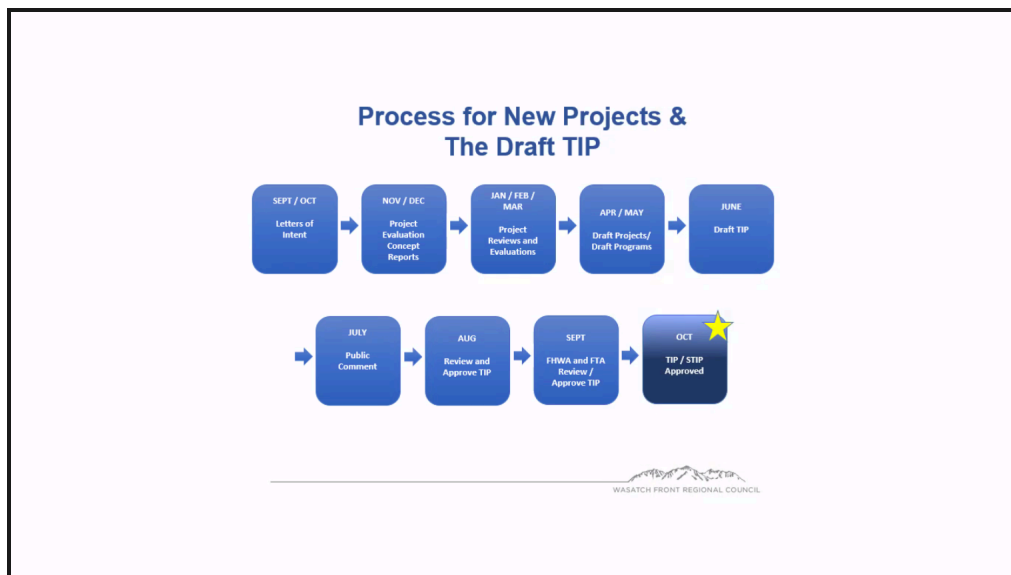 Process for New Projects &
The Draft TIP
SEPT / OCT
Letters of
Intent
NOV / DEC
Project
Evaluation
Concept
Reports
JAN / FEB /
MAR
Project
Reviews and
Evaluations
APR / MAY
Draft Projects/
Draft Programs
JUNE
Draft TIP
JULY
Public
Comment
AUG
Review and
Approve TIP
SEPT
FHWA and FTA
Review /
Approve TIP
OCT
TIP / STIP
Approved
WASATCH FRONT REGIONAL COUNCIL